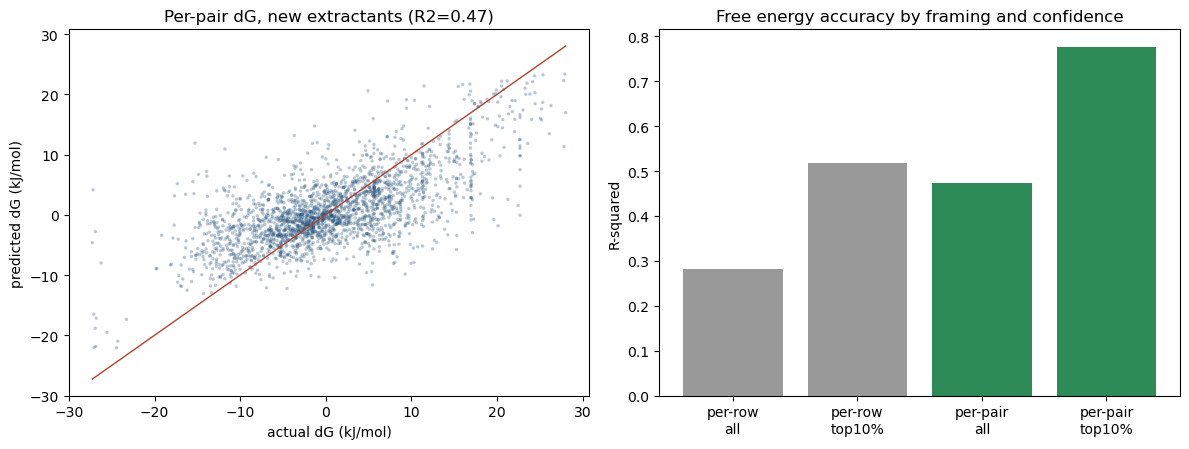 Per-pair dG, new extractants (R2=0.47)
30
20
10
0
−10
−20
−30
−30
−20
−10
0
10
20
30
predicted dG (kJ/mol)
actual dG (kJ/mol)
Free energy accuracy by framing and confidence
0.8
0.7
0.6
0.5
0.4
0.3
0.2
0.1
0.0
R-squared
per-row
all
per-row
top10%
per-pair
all
per-pair
top10%